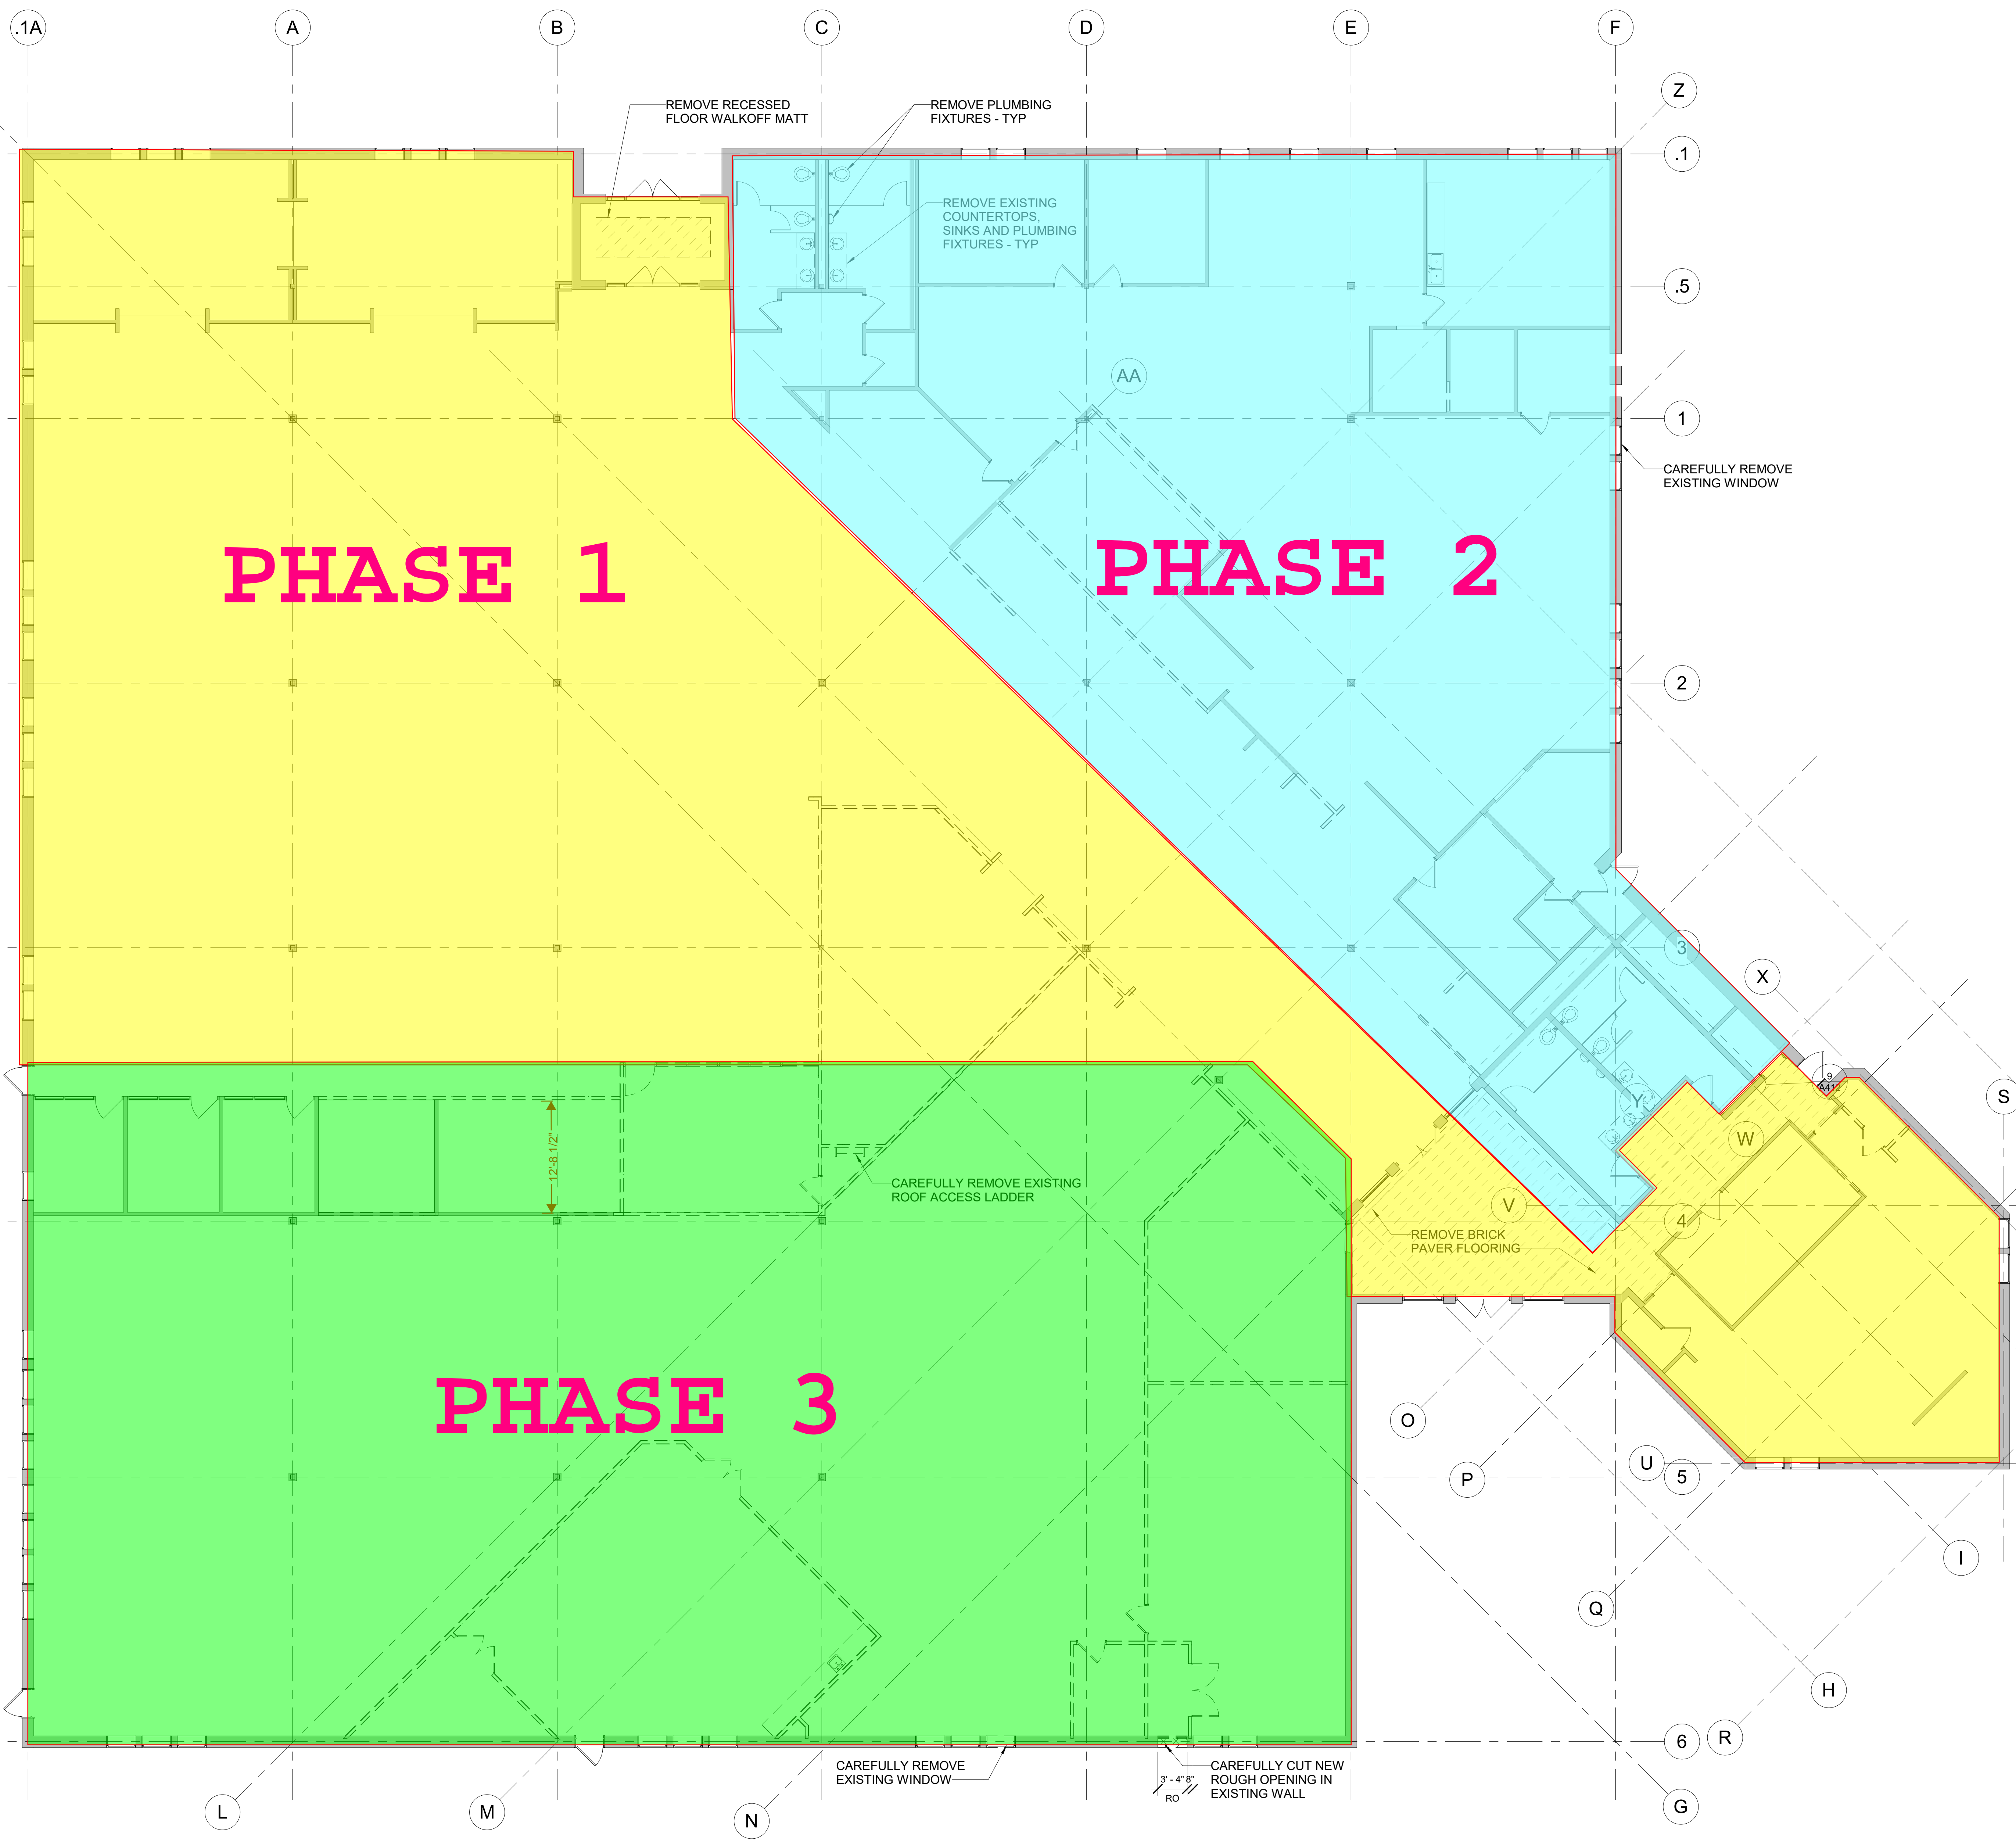 .1A
A
B
C
D
E
F
Z
REMOVE RECESSED
FLOOR WALKOFF MATT
REMOVE PLUMBING
FIXTURES - TYP
.1
REMOVE EXISTING
COUNTERTOPS,
SINKS AND PLUMBING
FIXTURES - TYP
.5
AA
1
CAREFULLY REMOVE
EXISTING WINDOW
PHASE 1
PHASE 2
2
3
X
9
A412
S
Y
W
12'-8 1/2"
CAREFULLY REMOVE EXISTING
ROOF ACCESS LADDER
V
4
REMOVE BRICK
PAVER FLOORING
PHASE 3
O
P
U
5
I
Q
H
R
6
CAREFULLY REMOVE
EXISTING WINDOW
3' - 4" 8"
RO
CAREFULLY CUT NEW
ROUGH OPENING IN
EXISTING WALL
L
M
N
G